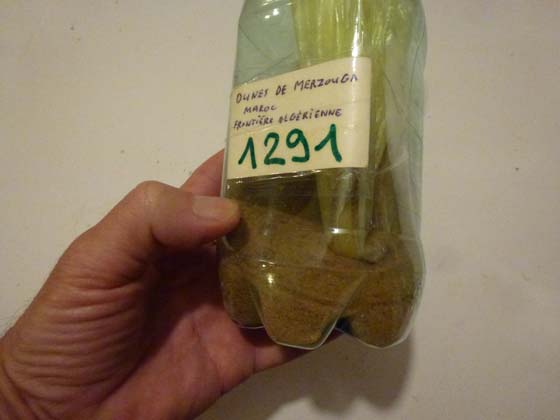 DUNES DE MERZOUGA
MAROC
FRONTIÈRE ALGÉRIENNE
1291